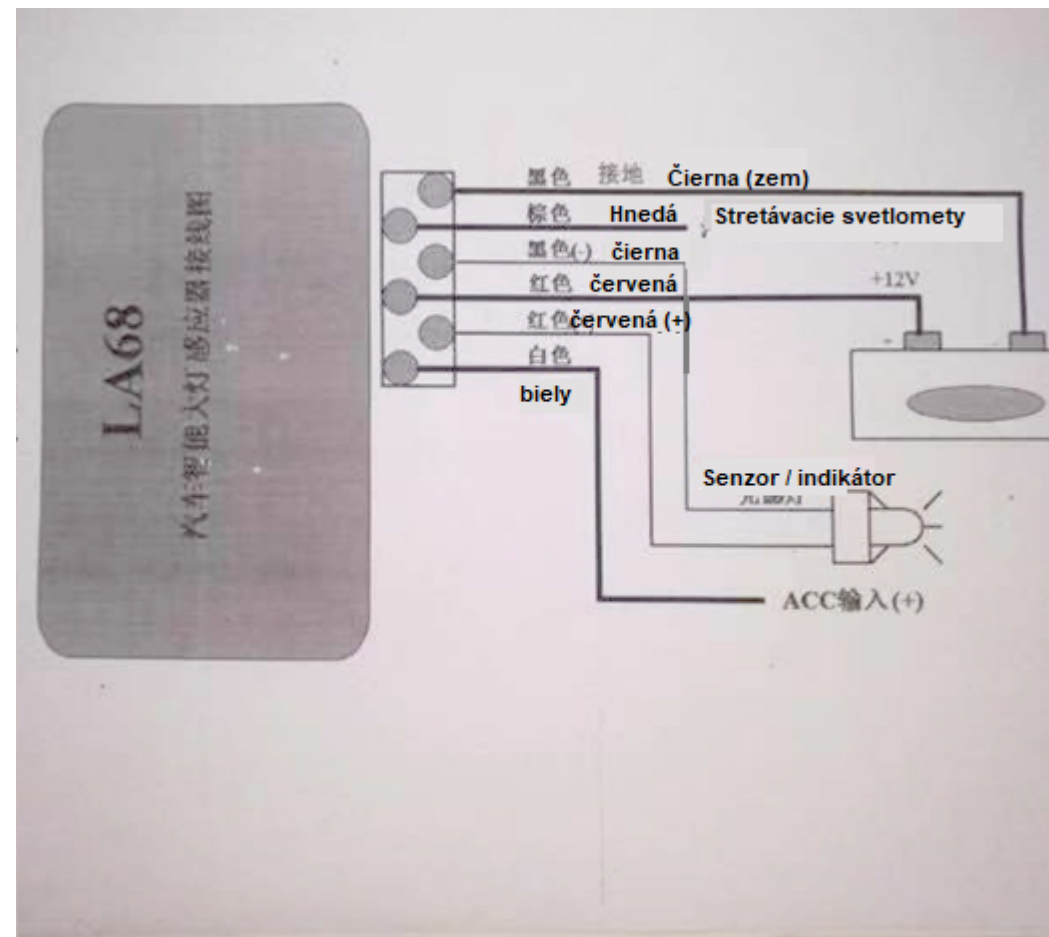 LA68
汽车智能大灯感应器接线图
黑色 接地 Čierna (zem)
棕色 Hnedá Stretávacie svetlomety
黑色(-) čierna
+12V
红色 červená
红色 červená (+)
白色
biely
Senzor / indikátor
ACC输入(+)